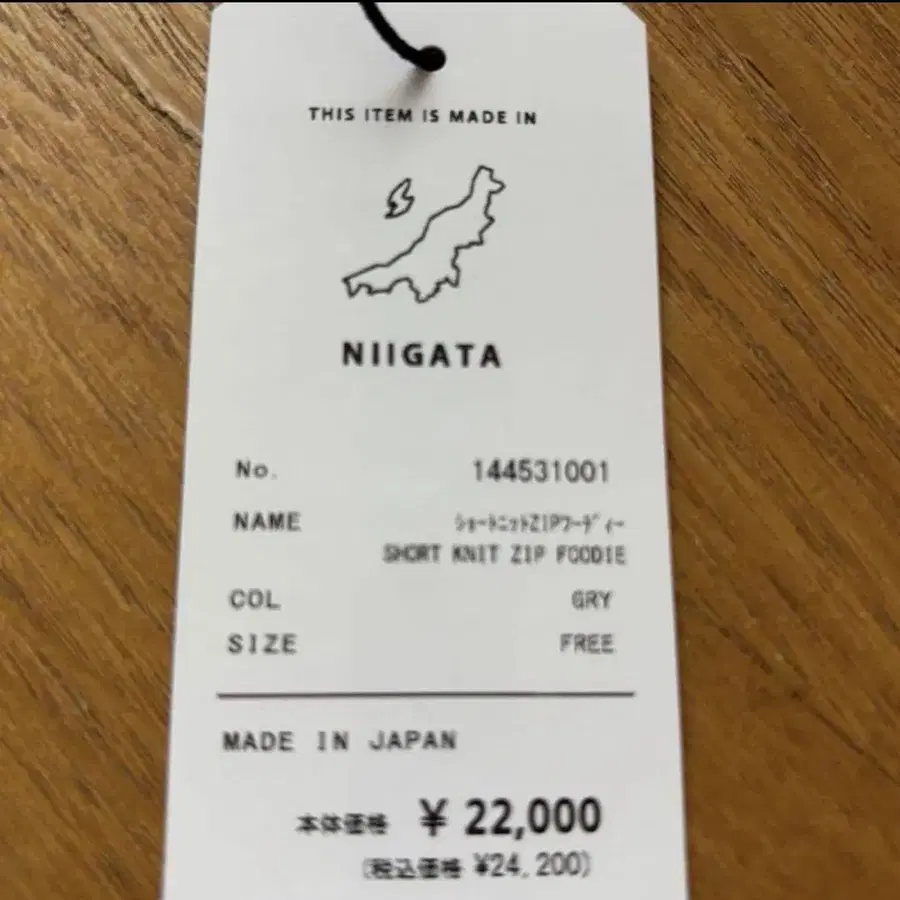 THIS ITEM IS MADE IN
NIIGATA
No. 144531001
NAME ｼｮｰﾄﾆｯﾄZIPﾌｰﾃﾞｨｰ
SHORT KNIT ZIP FOODIE
COL GRY
SIZE FREE
MADE IN JAPAN
本体価格 ¥ 22,000
(税込価格 ¥24,200)